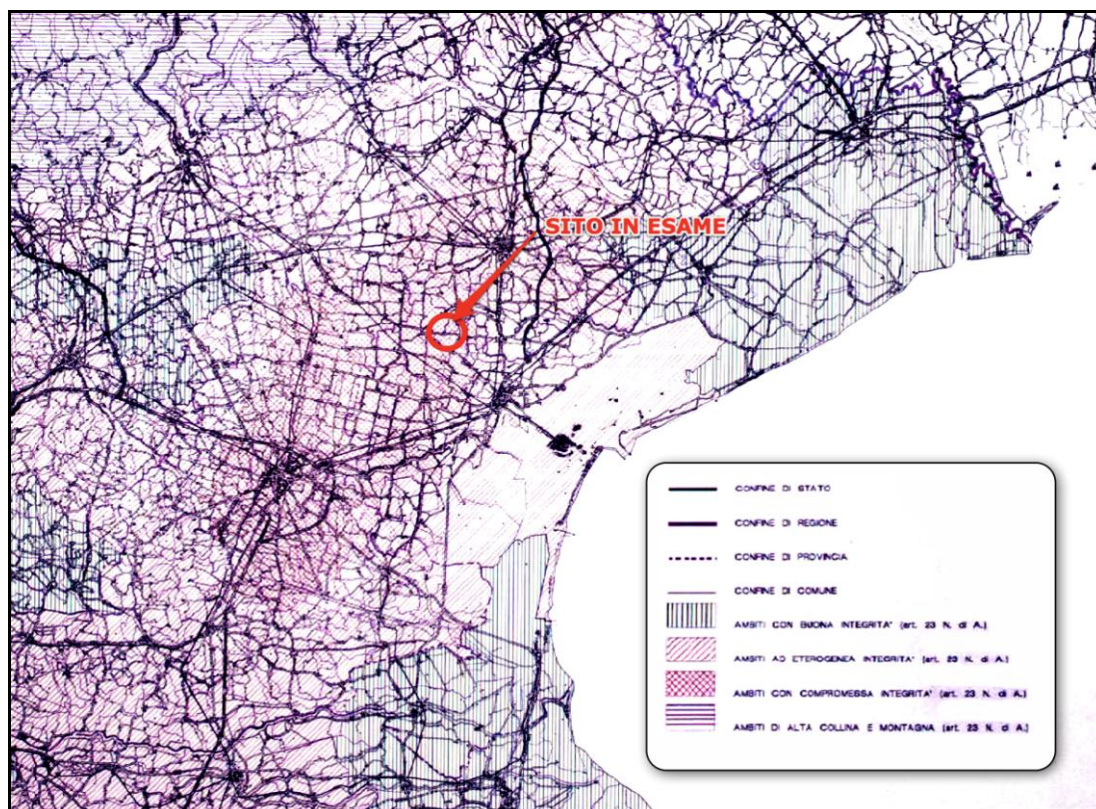 SITO IN ESAME
CONFINE DI STATO
CONFINE DI REGIONE
CONFINE DI PROVINCIA
CONFINE DI COMUNE
AMBITI CON BUONA INTEGRITA' (art. 23 N. di A.)
AMBITI AD ETEROGENEA INTEGRITA' (art. 23 N. di A.)
AMBITI CON COMPROMESSA INTEGRITA' (art. 23 N. di A.)
AMBITI DI ALTA COLLINA E MONTAGNA (art. 23 N. di A.)